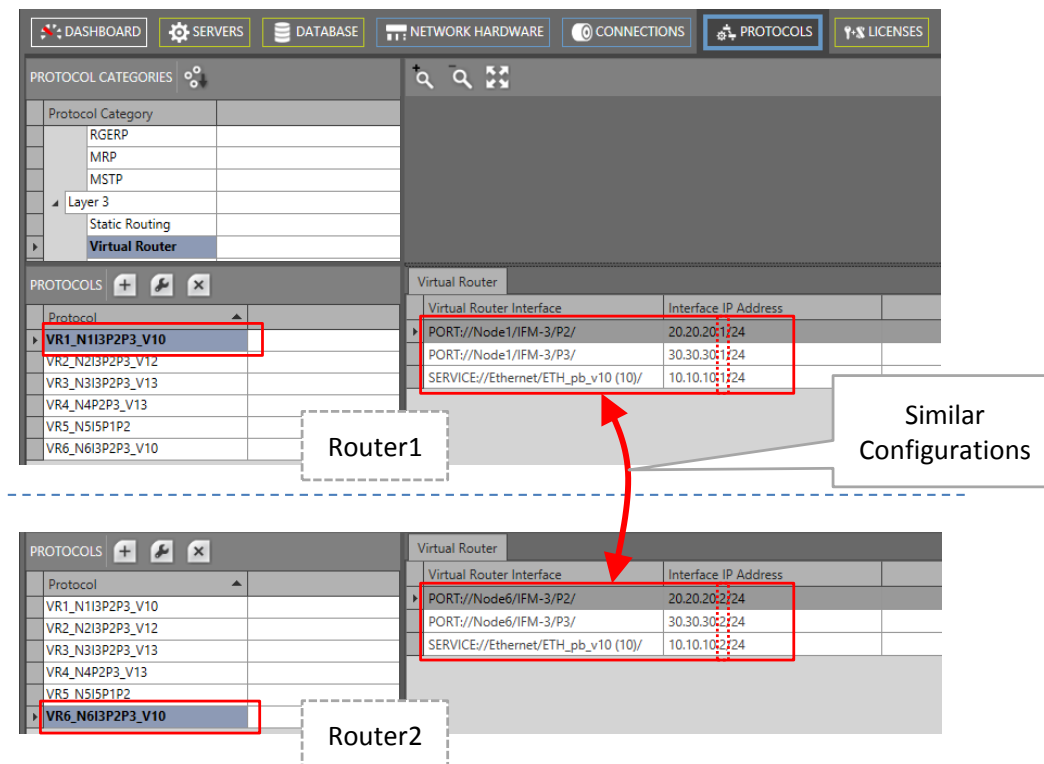 DASHBOARD SERVERS DATABASE NETWORK HARDWARE CONNECTIONS PROTOCOLS LICENSES
PROTOCOL CATEGORIES
Protocol Category
RGERP
MRP
MSTP
Layer 3
Static Routing
Virtual Router
PROTOCOLS
Protocol
VR1_N1I3P2P3_V10
VR2_N2I3P2P3_V12
VR3_N3I3P2P3_V13
VR4_N4P2P3_V13
VR5_N5I5P1P2
VR6_N6I3P2P3_V10
Virtual Router
Virtual Router Interface Interface IP Address
PORT://Node1/IFM-3/P2/ 20.20.20.1/24
PORT://Node1/IFM-3/P3/ 30.30.30.1/24
SERVICE://Ethernet/ETH_pb_v10 (10)/ 10.10.10.1/24
Router1
Similar
Configurations
PROTOCOLS
Protocol
VR1_N1I3P2P3_V10
VR2_N2I3P2P3_V12
VR3_N3I3P2P3_V13
VR4_N4P2P3_V13
VR5_N5I5P1P2
VR6_N6I3P2P3_V10
Virtual Router
Virtual Router Interface Interface IP Address
PORT://Node6/IFM-3/P2/ 20.20.20.2/24
PORT://Node6/IFM-3/P3/ 30.30.30.2/24
SERVICE://Ethernet/ETH_pb_v10 (10)/ 10.10.10.2/24
Router2